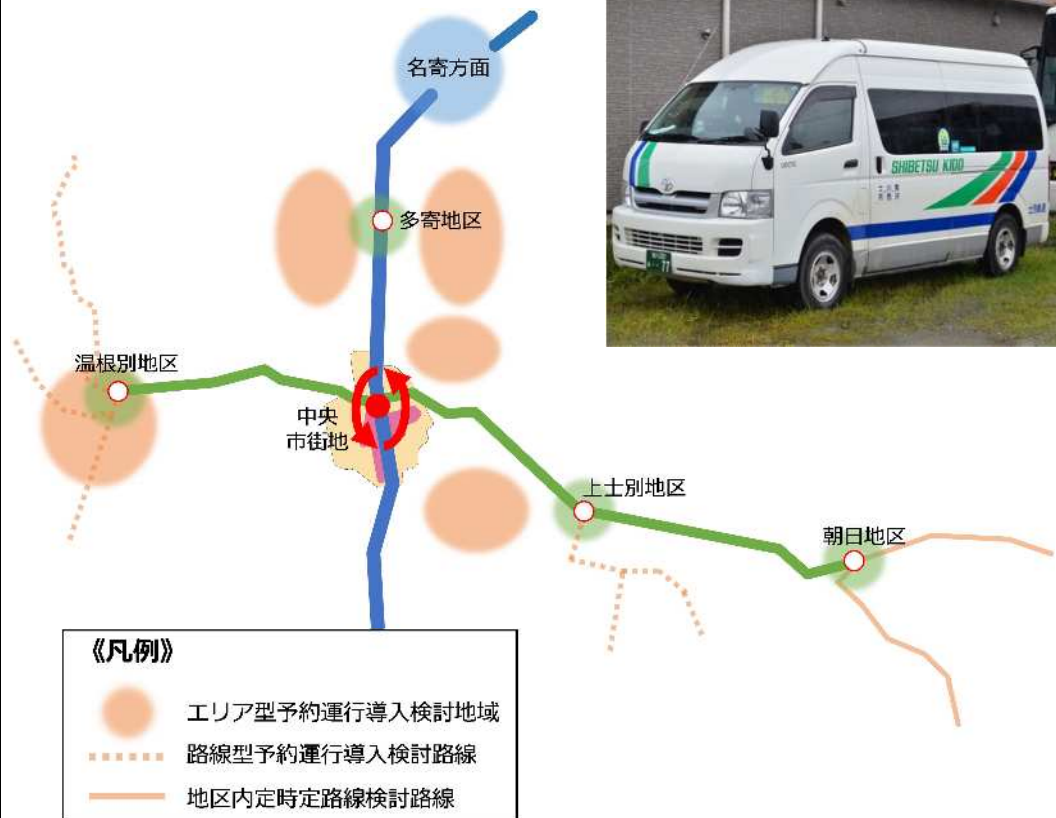 名寄方面
多寄地区
温根別地区
中央
市街地
上士別地区
朝日地区
《凡例》
エリア型予約運行導入検討地域
路線型予約運行導入検討路線
地区内定時定路線検討路線
SHIBETSU KIDO
77